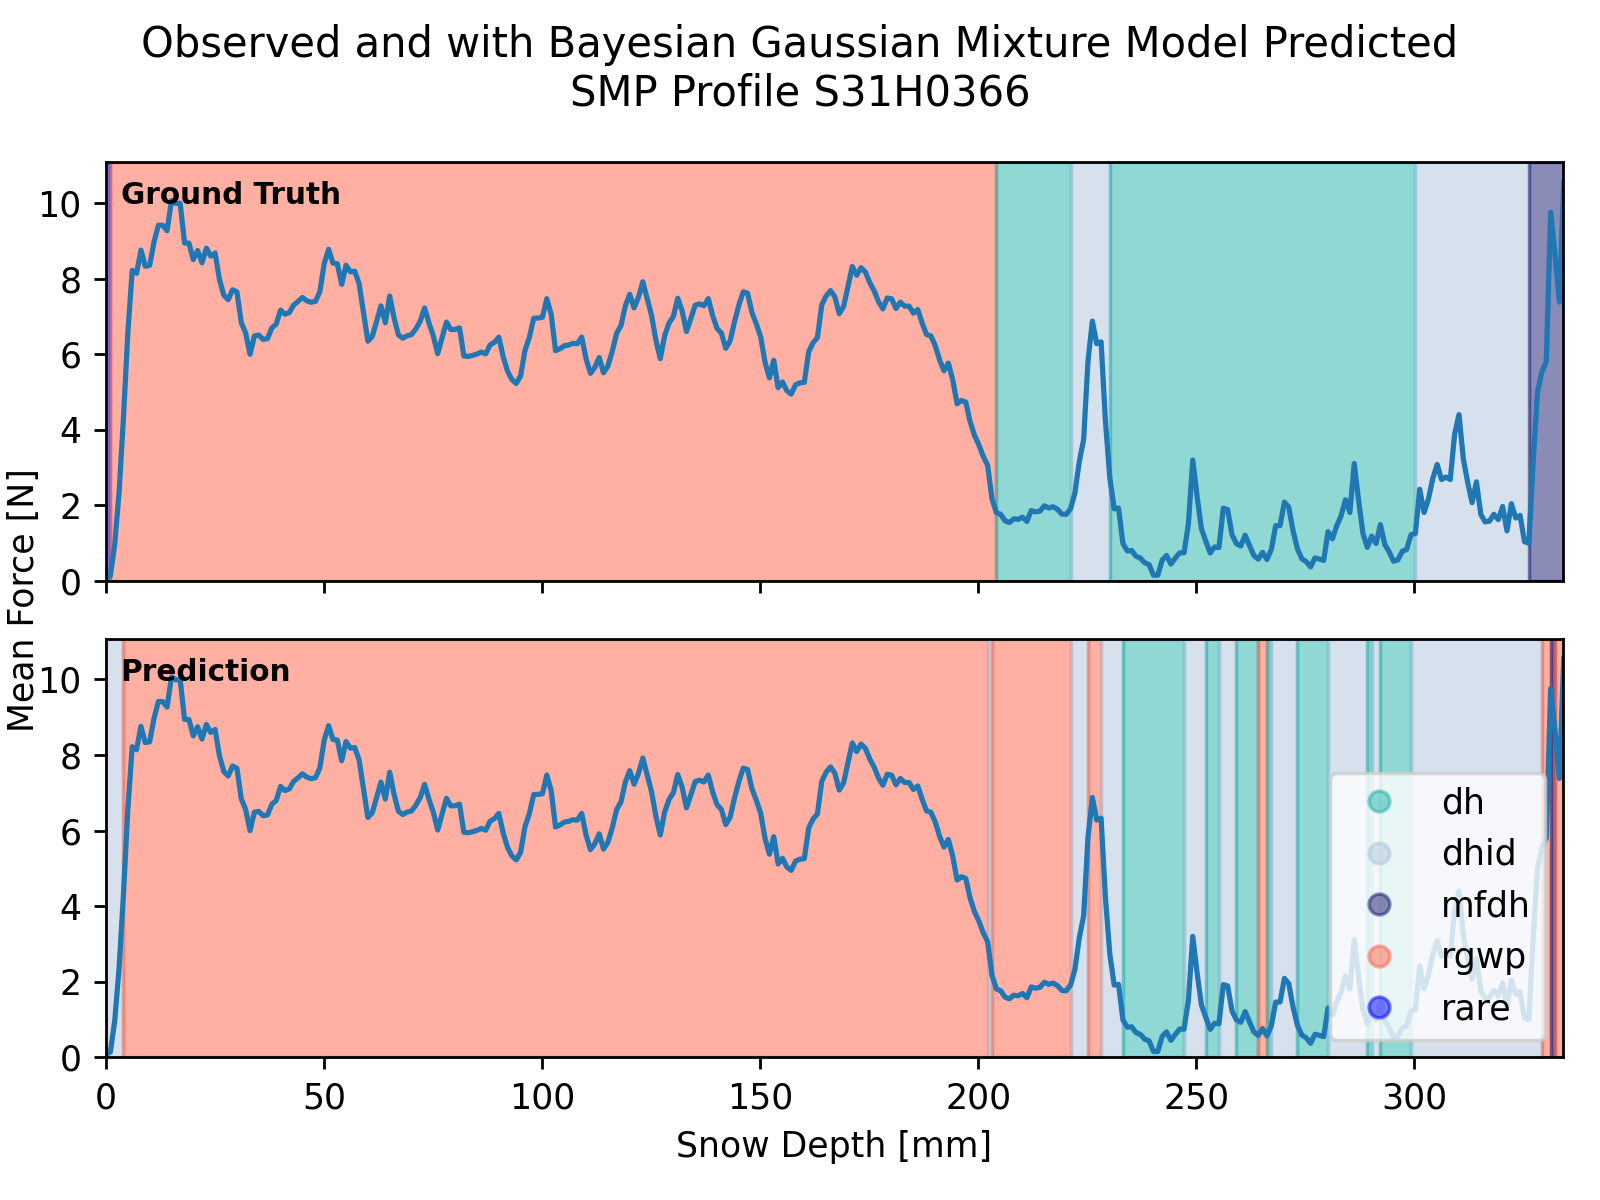 Observed and with Bayesian Gaussian Mixture Model Predicted
SMP Profile S31H0366
Mean Force [N]
Ground Truth
10
8
6
4
2
0
Prediction
10
8
6
4
2
0
dh
dhid
mfdh
rgwp
rare
0 50 100 150 200 250 300
Snow Depth [mm]